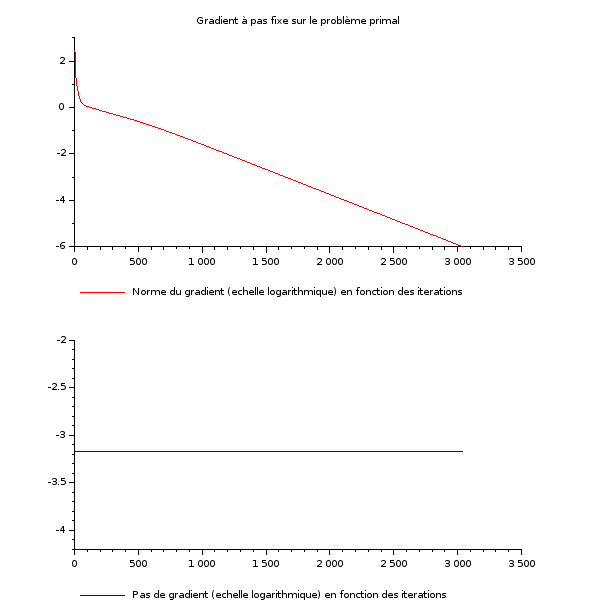 Gradient à pas fixe sur le problème primal
2
0
-2
-4
-6
0 500 1 000 1 500 2 000 2 500 3 000 3 500
Norme du gradient (echelle logarithmique) en fonction des iterations
-2
-2.5
-3
-3.5
-4
0 500 1 000 1 500 2 000 2 500 3 000 3 500
Pas de gradient (echelle logarithmique) en fonction des iterations